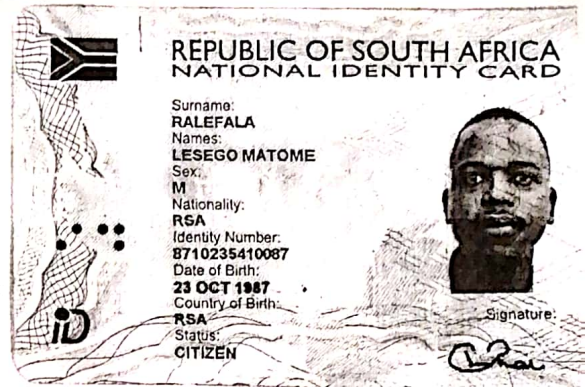 REPUBLIC OF SOUTH AFRICA
NATIONAL IDENTITY CARD
Surname:
RALEFALA
Names:
LESEGO MATOME
Sex:
M
Nationality:
RSA
Identity Number:
8710235410087
Date of Birth:
23 OCT 1987
Country of Birth:
RSA
Status:
CITIZEN
Signature:
iD